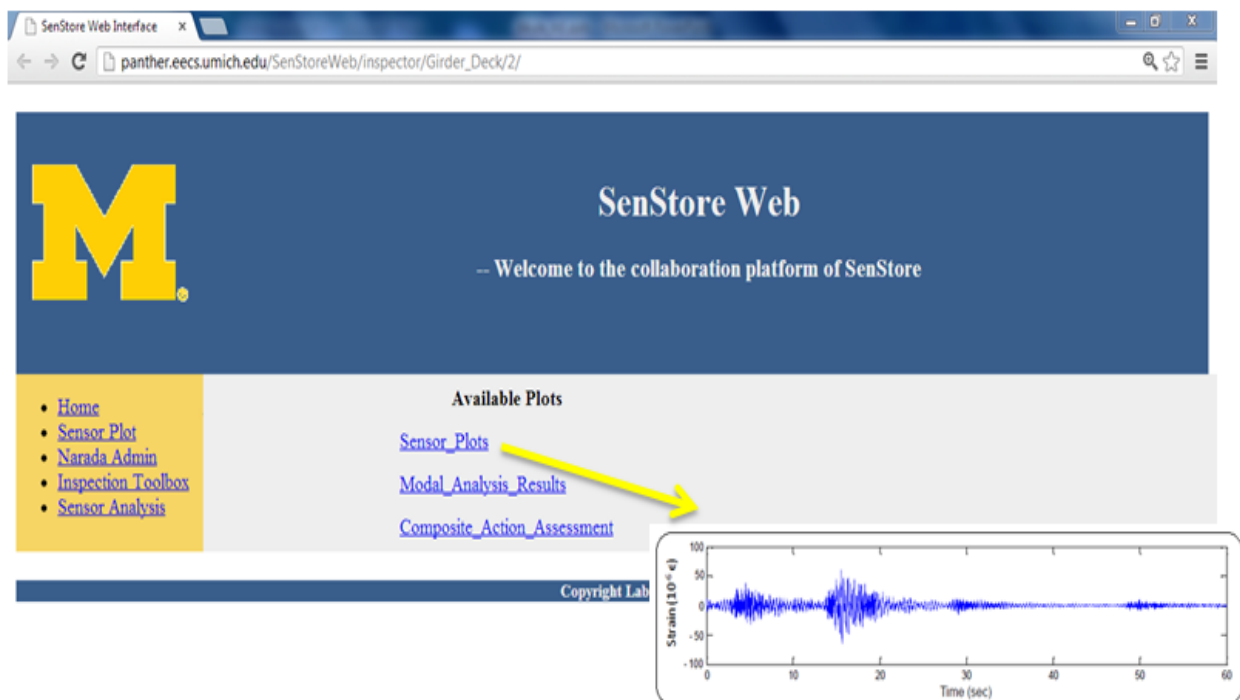 SenStore Web Interface
panther.eecs.umich.edu/SenStoreWeb/inspector/Girder_Deck/2/
M
SenStore Web
-- Welcome to the collaboration platform of SenStore
Home
Sensor Plot
Narada Admin
Inspection Toolbox
Sensor Analysis
Available Plots
Sensor_Plots
Modal_Analysis_Results
Composite_Action_Assessment
Copyright Lab
Strain (10⁻⁶ ϵ)
100
50
0
-50
-100
0 10 20 30 40 50 60
Time (sec)